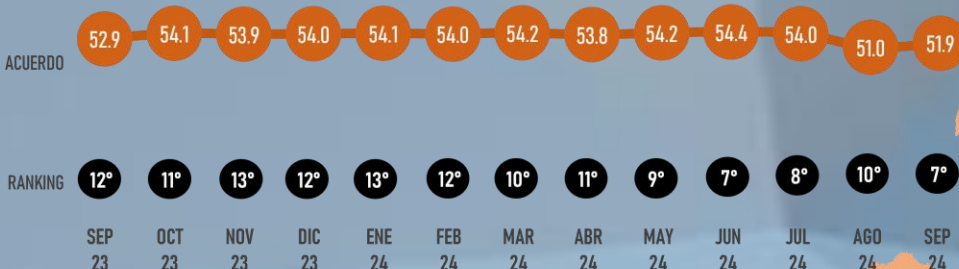 ACUERDO 52.9 54.1 53.9 54.0 54.1 54.0 54.2 53.8 54.2 54.4 54.0 51.0 51.9
RANKING 12° 11° 13° 12° 13° 12° 10° 11° 9° 7° 8° 10° 7°
SEP OCT NOV DIC ENE FEB MAR ABR MAY JUN JUL AGO SEP
23 23 23 23 24 24 24 24 24 24 24 24 24